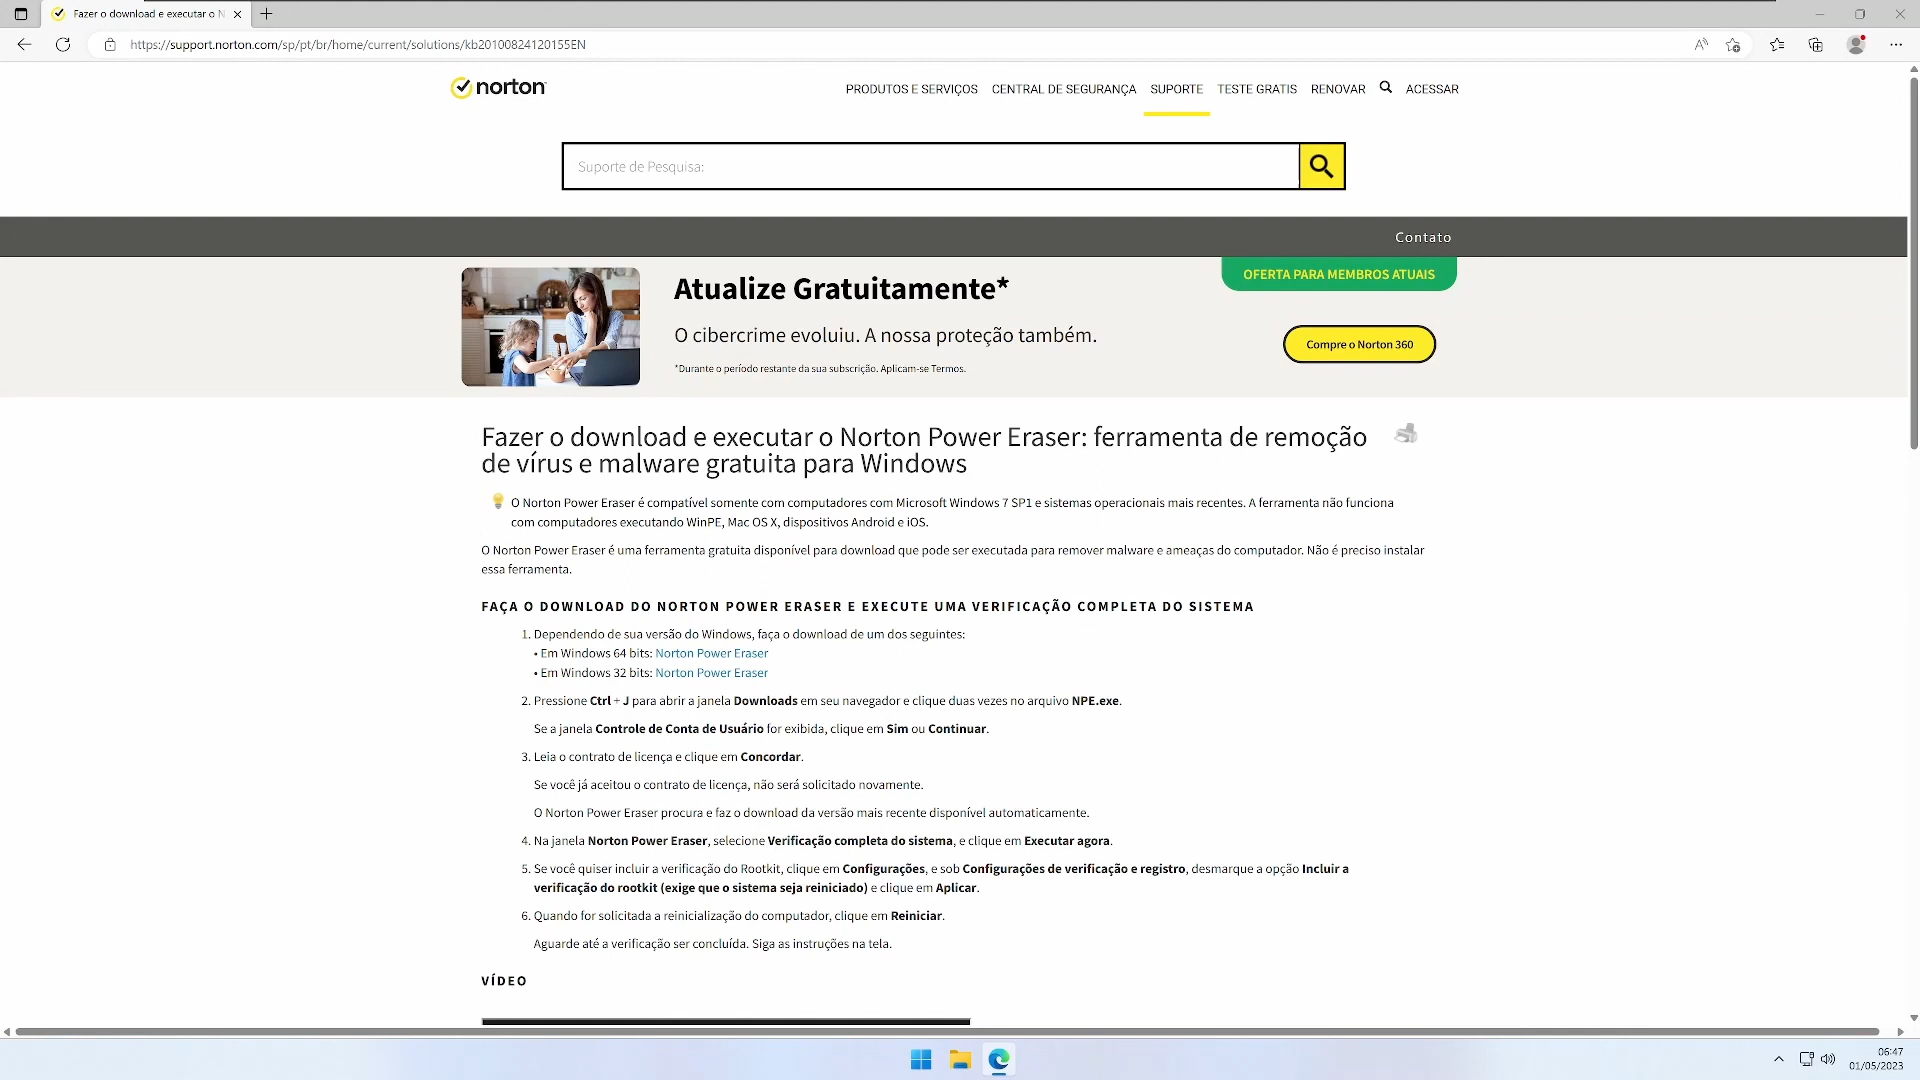 Fazer o download e executar o N
https://support.norton.com/sp/pt/br/home/current/solutions/kb20100824120155EN
norton
PRODUTOS E SERVIÇOS CENTRAL DE SEGURANÇA SUPORTE TESTE GRATIS RENOVAR ACESSAR
Suporte de Pesquisa:
Contato
OFERTA PARA MEMBROS ATUAIS
Atualize Gratuitamente*
O cibercrime evoluiu. A nossa proteção também.
Compre o Norton 360
*Durante o período restante da sua subscrição. Aplicam-se Termos.
Fazer o download e executar o Norton Power Eraser: ferramenta de remoção
de vírus e malware gratuita para Windows
O Norton Power Eraser é compatível somente com computadores com Microsoft Windows 7 SP1 e sistemas operacionais mais recentes. A ferramenta não funciona
com computadores executando WinPE, Mac OS X, dispositivos Android e iOS.
O Norton Power Eraser é uma ferramenta gratuita disponível para download que pode ser executada para remover malware e ameaças do computador. Não é preciso instalar
essa ferramenta.
FAÇA O DOWNLOAD DO NORTON POWER ERASER E EXECUTE UMA VERIFICAÇÃO COMPLETA DO SISTEMA
1. Dependendo de sua versão do Windows, faça o download de um dos seguintes:
• Em Windows 64 bits: Norton Power Eraser
• Em Windows 32 bits: Norton Power Eraser
2. Pressione Ctrl + J para abrir a janela Downloads em seu navegador e clique duas vezes no arquivo NPE.exe.
Se a janela Controle de Conta de Usuário for exibida, clique em Sim ou Continuar.
3. Leia o contrato de licença e clique em Concordar.
Se você já aceitou o contrato de licença, não será solicitado novamente.
O Norton Power Eraser procura e faz o download da versão mais recente disponível automaticamente.
4. Na janela Norton Power Eraser, selecione Verificação completa do sistema, e clique em Executar agora.
5. Se você quiser incluir a verificação do Rootkit, clique em Configurações, e sob Configurações de verificação e registro, desmarque a opção Incluir a
verificação do rootkit (exige que o sistema seja reiniciado) e clique em Aplicar.
6. Quando for solicitada a reinicialização do computador, clique em Reiniciar.
Aguarde até a verificação ser concluída. Siga as instruções na tela.
VÍDEO
06:47
01/05/2023